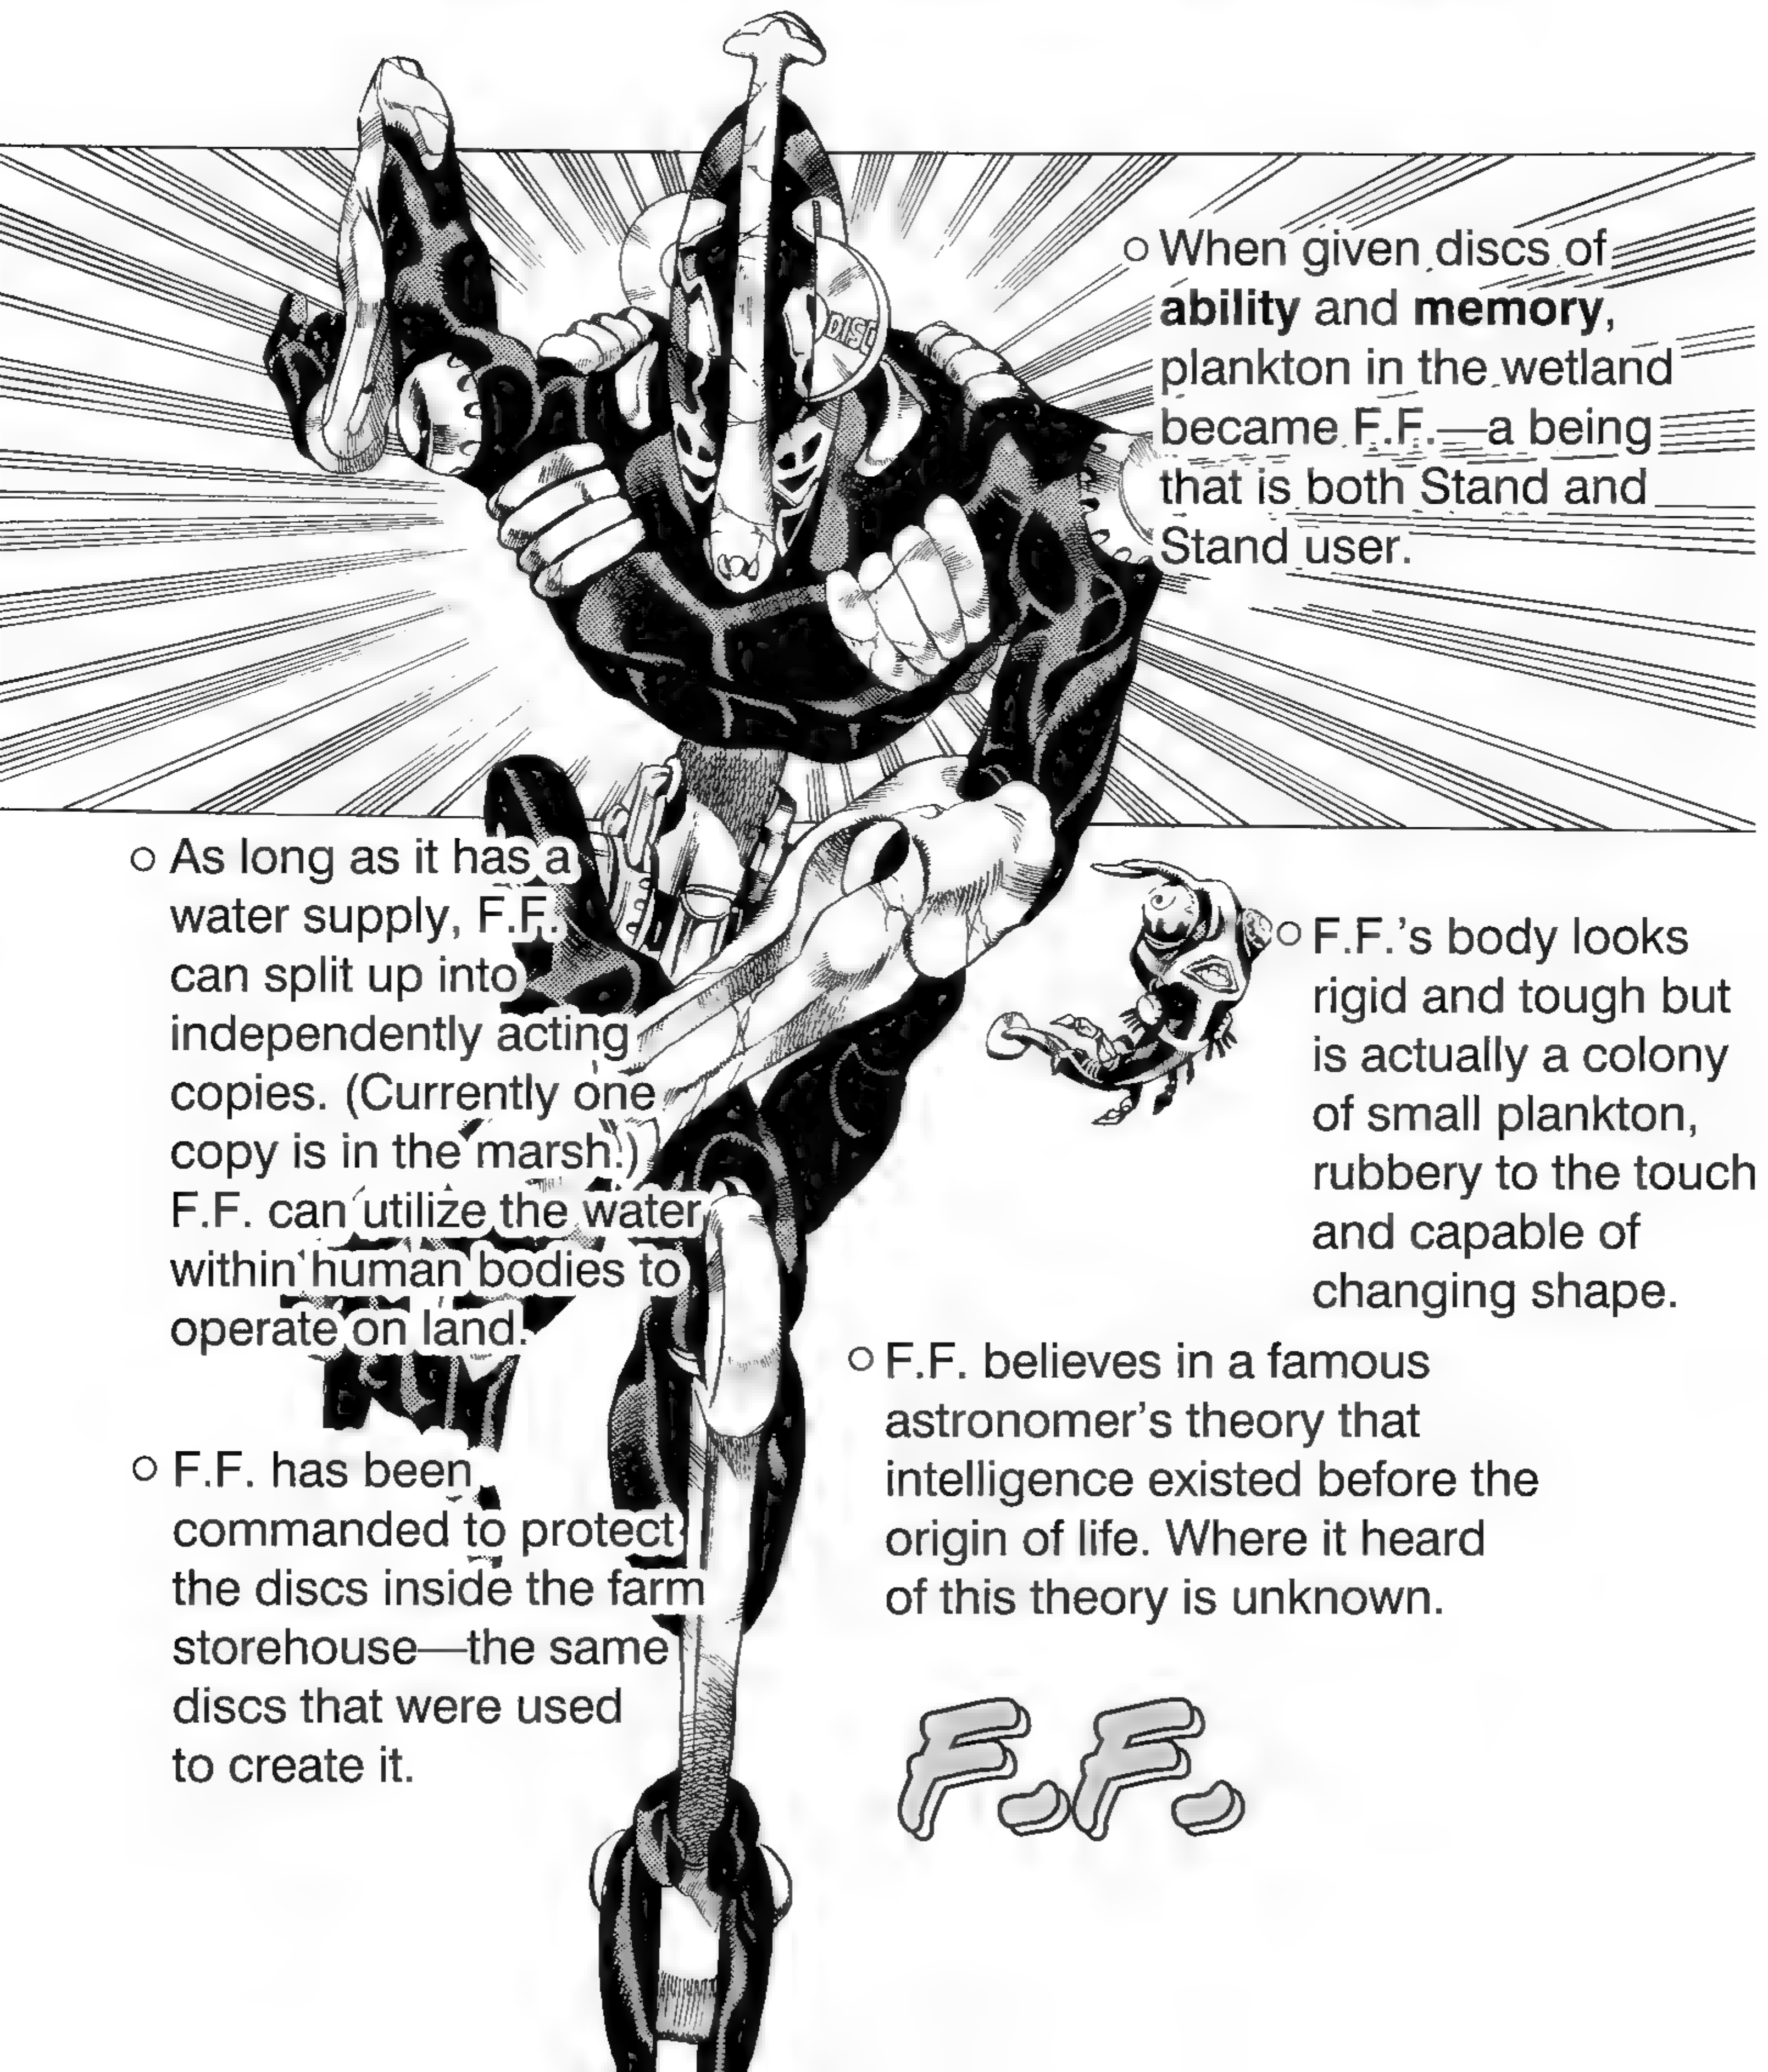 DISC
○ When given discs of
ability and memory,
plankton in the wetland
became F.F.—a being
that is both Stand and
Stand user.
○ As long as it has a
water supply, F.F.
can split up into
independently acting
copies. (Currently one
copy is in the marsh.)
F.F. can utilize the water
within human bodies to
operate on land.
○ F.F.'s body looks
rigid and tough but
is actually a colony
of small plankton,
rubbery to the touch
and capable of
changing shape.
○ F.F. believes in a famous
astronomer's theory that
intelligence existed before the
origin of life. Where it heard
of this theory is unknown.
○ F.F. has been
commanded to protect
the discs inside the farm
storehouse—the same
discs that were used
to create it.
F.F.